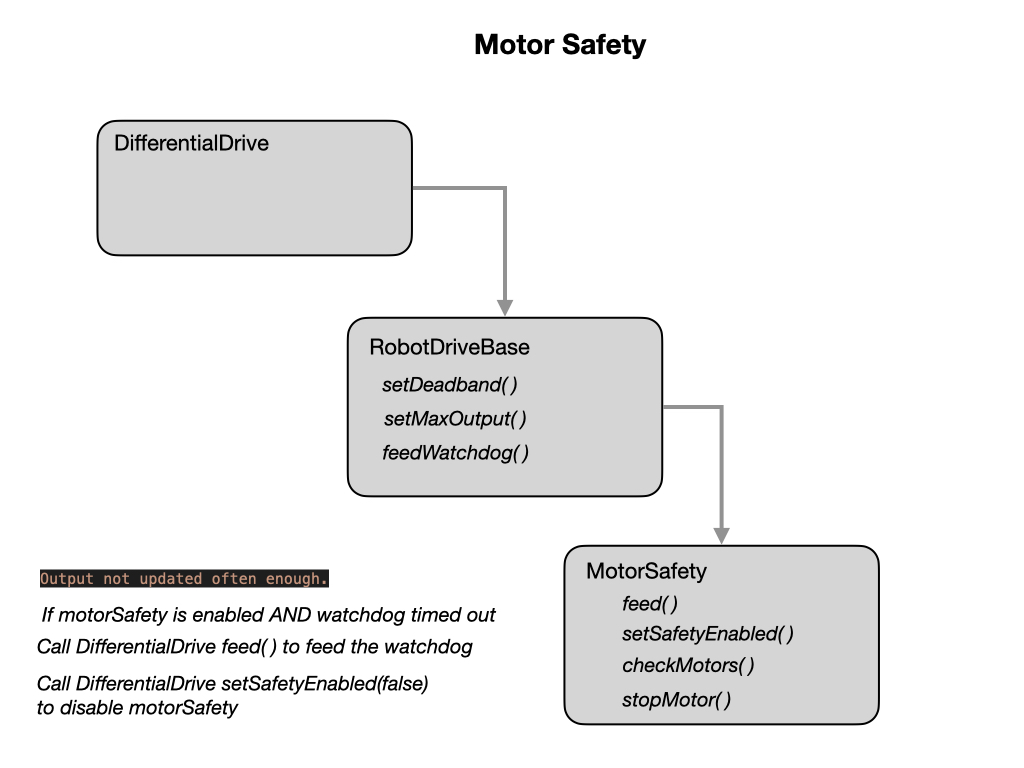 Motor Safety
DifferentialDrive
RobotDriveBase
setDeadband()
setMaxOutput()
feedWatchdog()
MotorSafety
feed()
setSafetyEnabled()
checkMotors()
stopMotor()
Output not updated often enough.
If motorSafety is enabled AND watchdog timed out
Call DifferentialDrive feed() to feed the watchdog
Call DifferentialDrive setSafetyEnabled(false)
to disable motorSafety